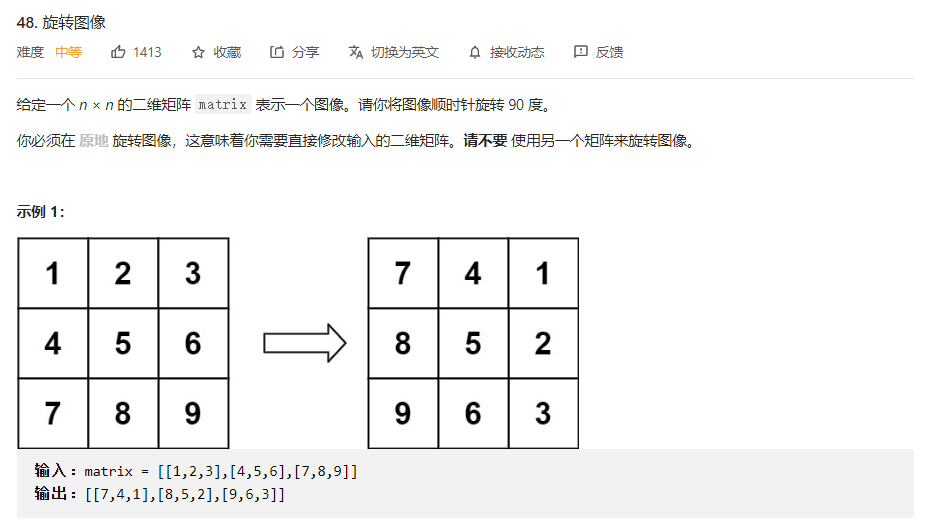 48. 旋转图像
难度 中等 1413 收藏 分享 切换为英文 接收动态 反馈
给定一个 n × n 的二维矩阵 matrix 表示一个图像。请你将图像顺时针旋转 90 度。
你必须在 原地 旋转图像，这意味着你需要直接修改输入的二维矩阵。请不要 使用另一个矩阵来旋转图像。
示例 1：
1 2 3 7 4 1
4 5 6 8 5 2
7 8 9 9 6 3
输入：matrix = [[1,2,3],[4,5,6],[7,8,9]]
输出：[[7,4,1],[8,5,2],[9,6,3]]